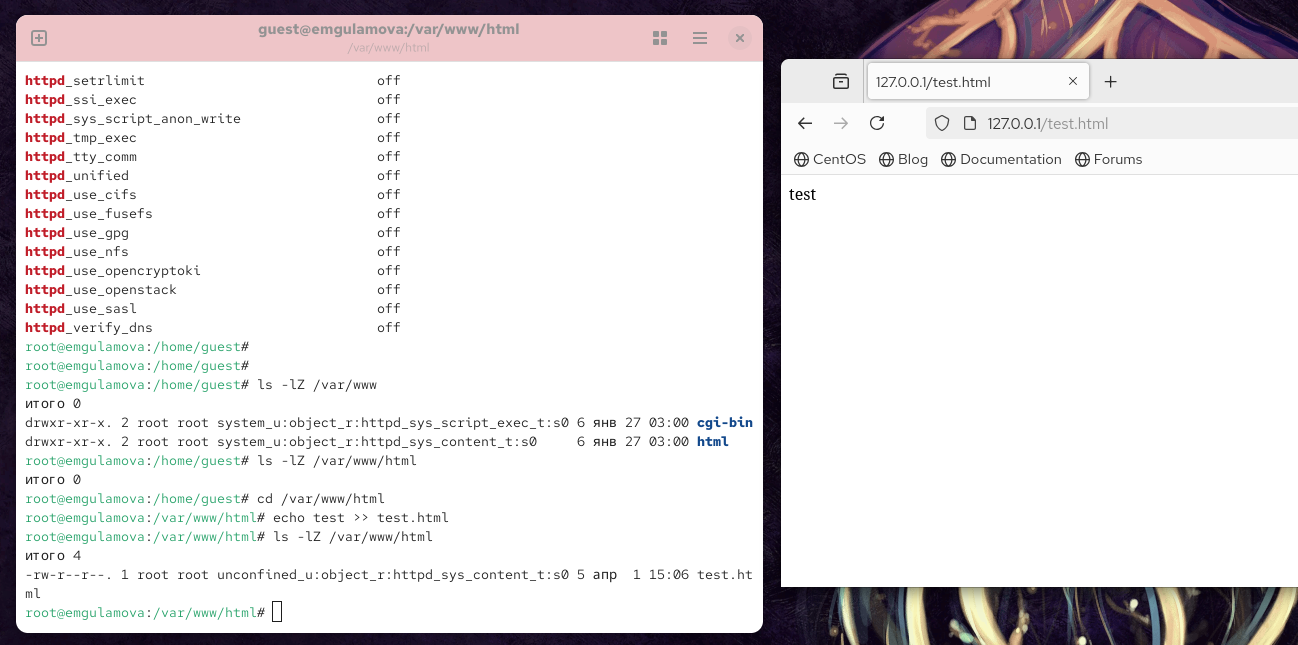 guest@emgulamova:/var/www/html
/var/www/html
httpd_setrlimit off
httpd_ssi_exec off
httpd_sys_script_anon_write off
httpd_tmp_exec off
httpd_tty_comm off
httpd_unified off
httpd_use_cifs off
httpd_use_fusefs off
httpd_use_gpg off
httpd_use_nfs off
httpd_use_opencryptoki off
httpd_use_openstack off
httpd_use_sasl off
httpd_verify_dns off
root@emgulamova:/home/guest#
root@emgulamova:/home/guest#
root@emgulamova:/home/guest# ls -lZ /var/www
итого 0
drwxr-xr-x. 2 root root system_u:object_r:httpd_sys_script_exec_t:s0 6 янв 27 03:00 cgi-bin
drwxr-xr-x. 2 root root system_u:object_r:httpd_sys_content_t:s0     6 янв 27 03:00 html
root@emgulamova:/home/guest# ls -lZ /var/www/html
итого 0
root@emgulamova:/home/guest# cd /var/www/html
root@emgulamova:/var/www/html# echo test >> test.html
root@emgulamova:/var/www/html# ls -lZ /var/www/html
итого 4
-rw-r--r--. 1 root root unconfined_u:object_r:httpd_sys_content_t:s0 5 апр  1 15:06 test.ht
ml
root@emgulamova:/var/www/html#
127.0.0.1/test.html
127.0.0.1/test.html
CentOS Blog Documentation Forums
test